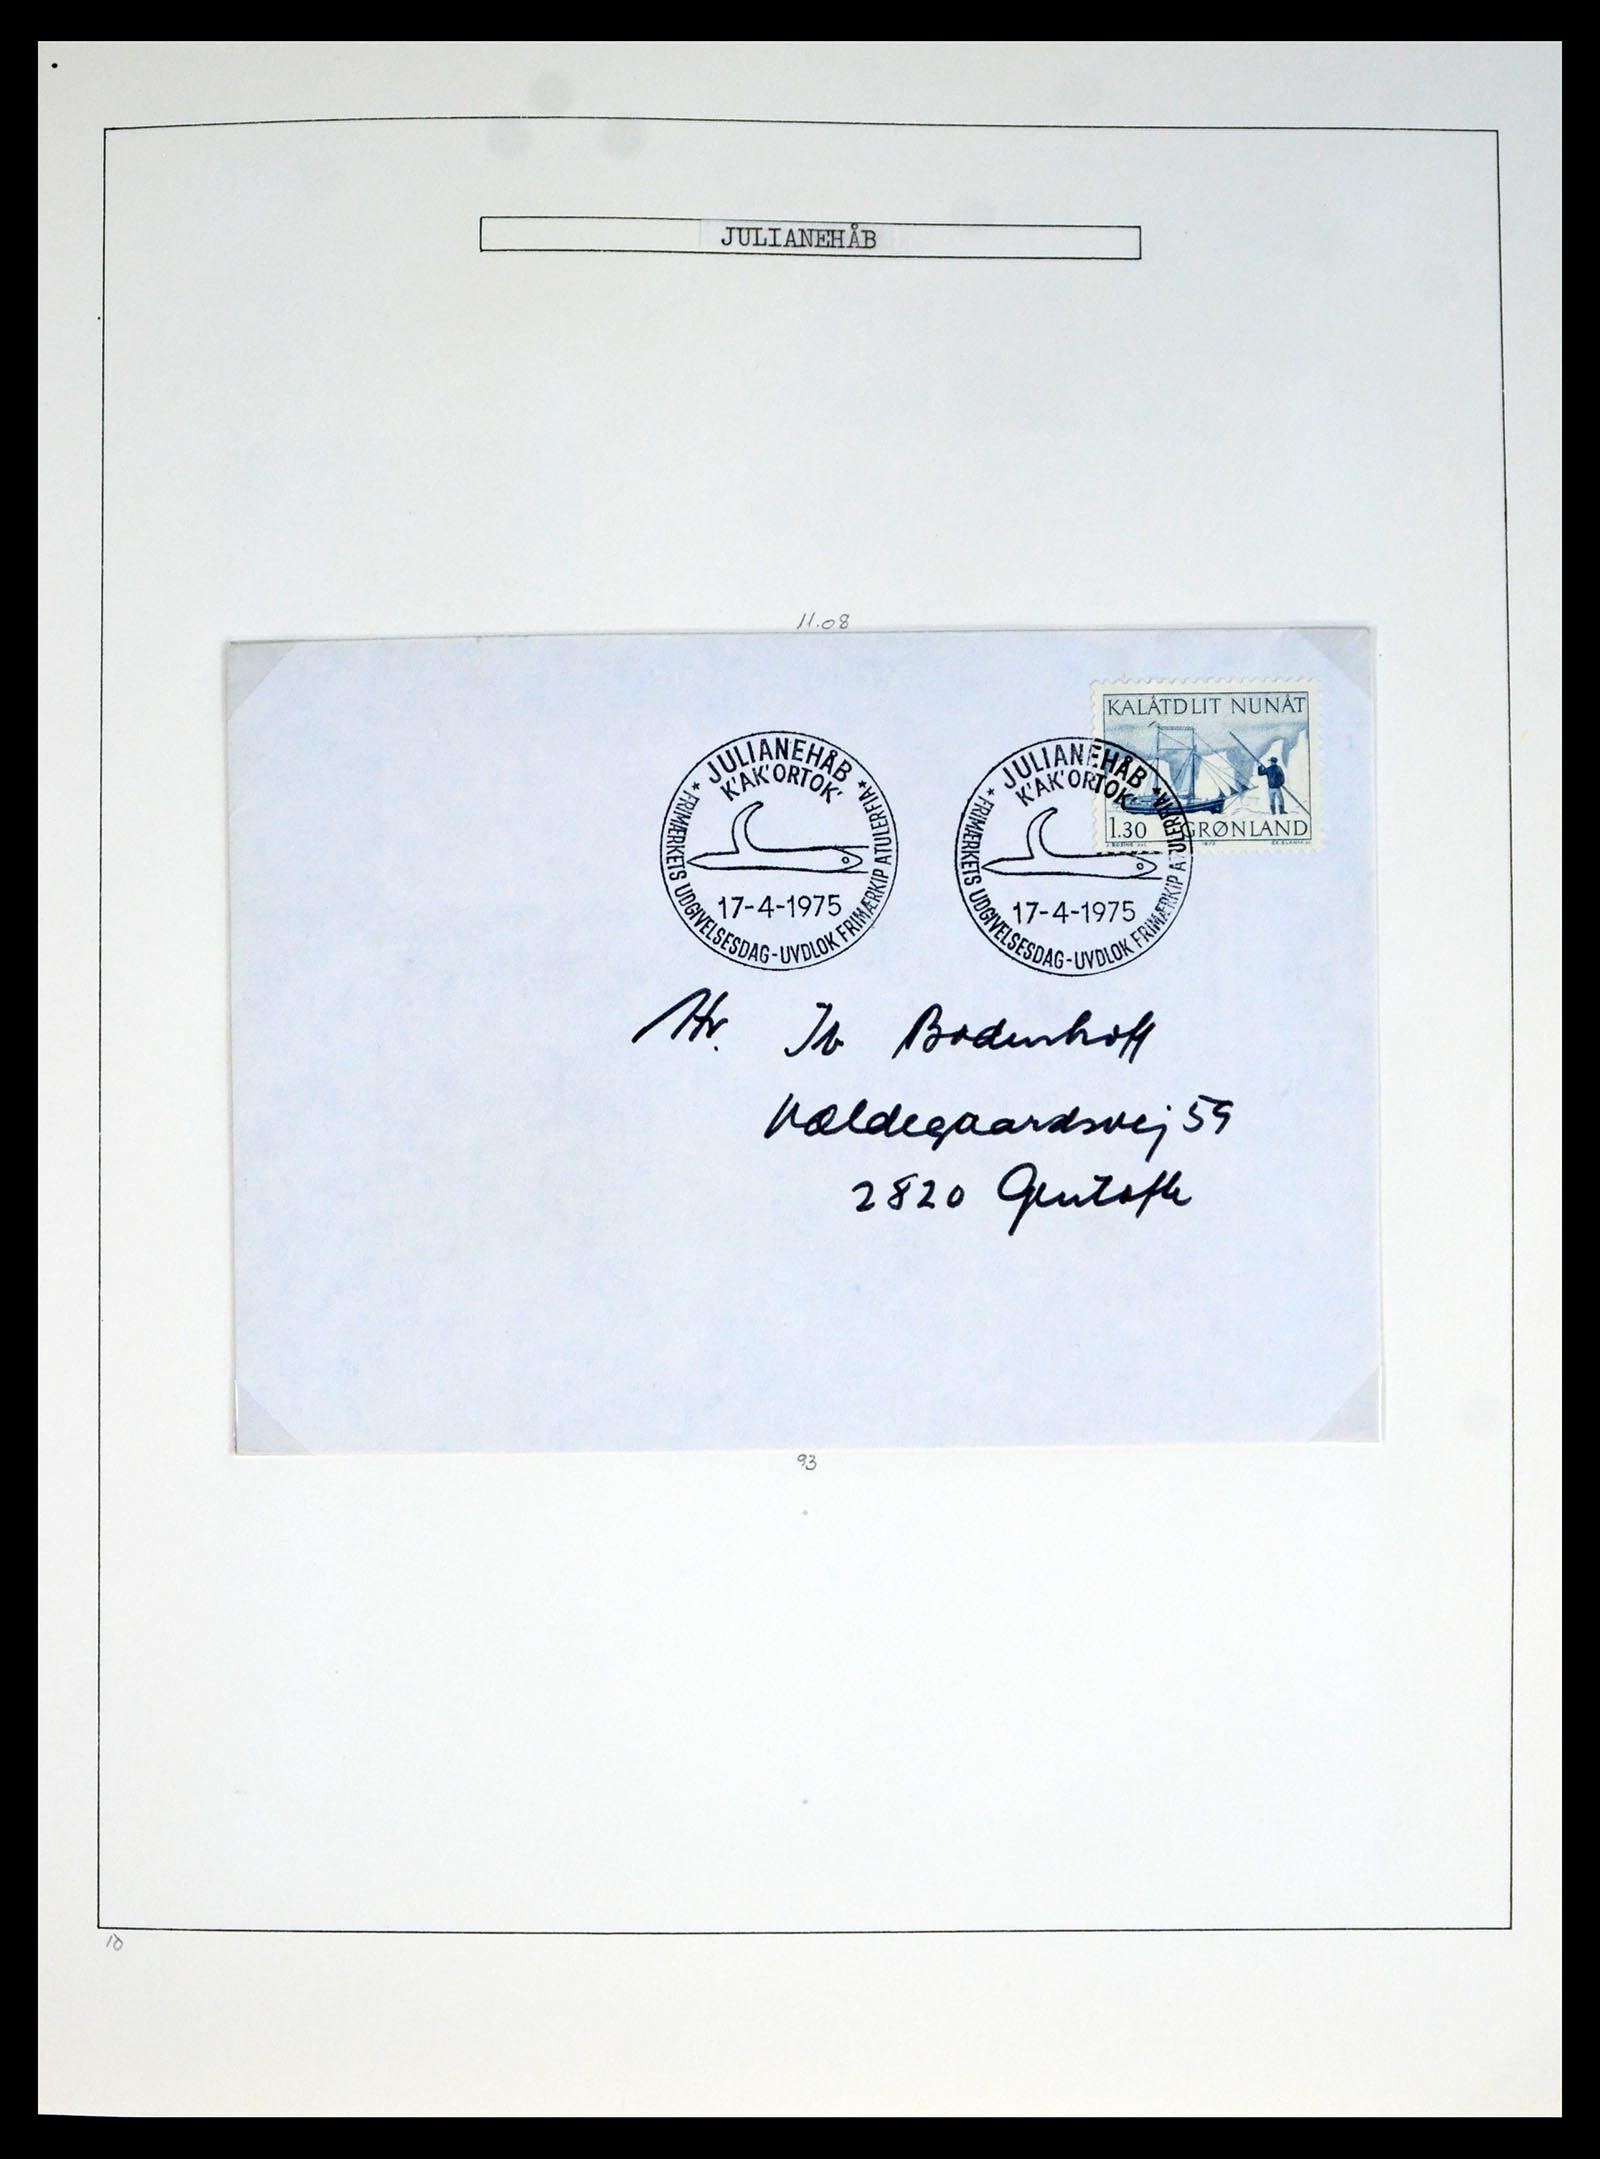 JULIANEHÅB
11.08
KALÅTDLIT NUNÂT
1.30 GRØNLAND
JULIANEHÅB
K'AK'ORTOK'
17-4-1975
* FRIMÆRKETS UDGIVELSESDAG-UVDLOK FRIMÆRKIP ATULERFIA *
JULIANEHÅB
K'AK'ORTOK'
17-4-1975
* FRIMÆRKETS UDGIVELSESDAG-UVDLOK FRIMÆRKIP ATULERFIA *
Hr. Ib Bodenhoff
Vældegaardsvej 59
2820 Gentofte
93
10